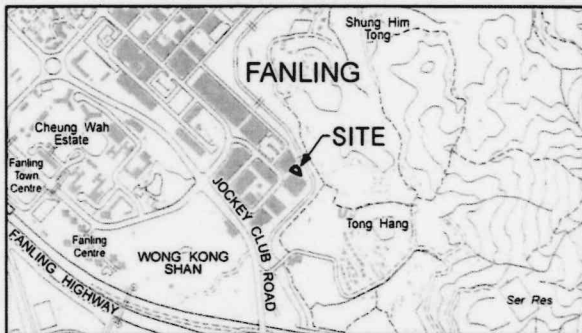 Shung Him
Tong
FANLING
SITE
Cheung Wah
Estate
Fanling
Town
Centre
JOCKEY CLUB ROAD
Tong Hang
Fanling
Centre
WONG KONG
SHAN
FANLING HIGHWAY
Ser Res